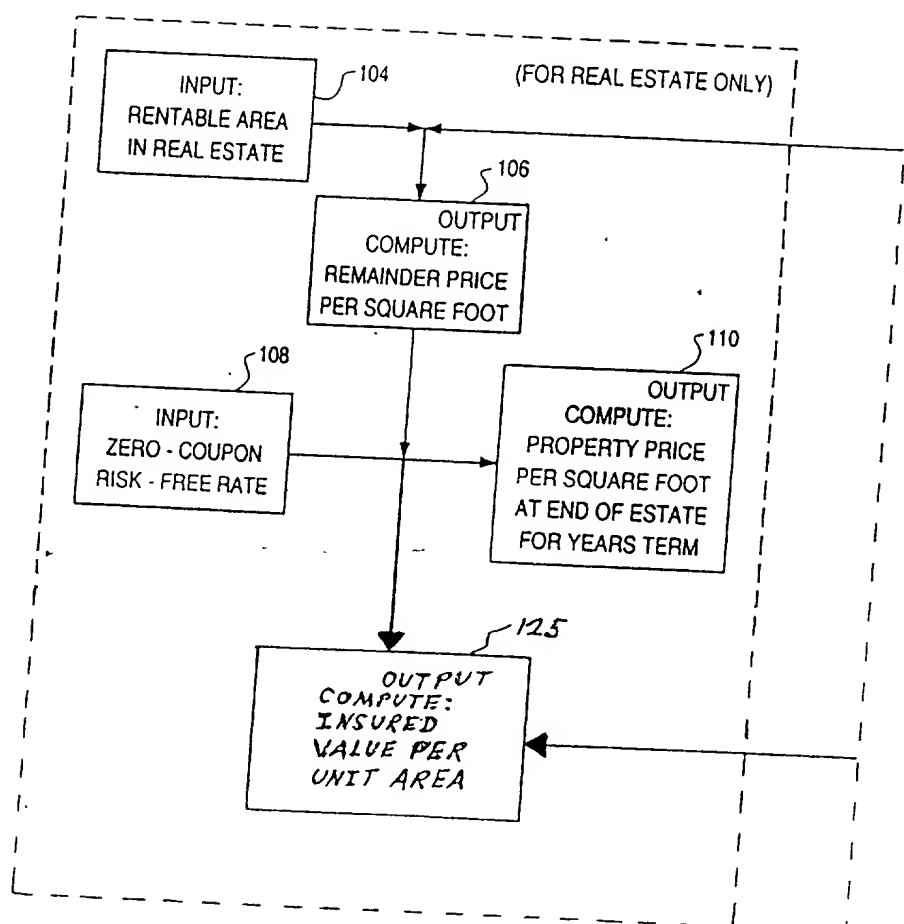 (FOR REAL ESTATE ONLY)
104
INPUT:
RENTABLE AREA
IN REAL ESTATE
106
OUTPUT
COMPUTE:
REMAINDER PRICE
PER SQUARE FOOT
108
INPUT:
ZERO - COUPON
RISK - FREE RATE
110
OUTPUT
COMPUTE:
PROPERTY PRICE
PER SQUARE FOOT
AT END OF ESTATE
FOR YEARS TERM
125
OUTPUT
COMPUTE:
INSURED
VALUE PER
UNIT AREA